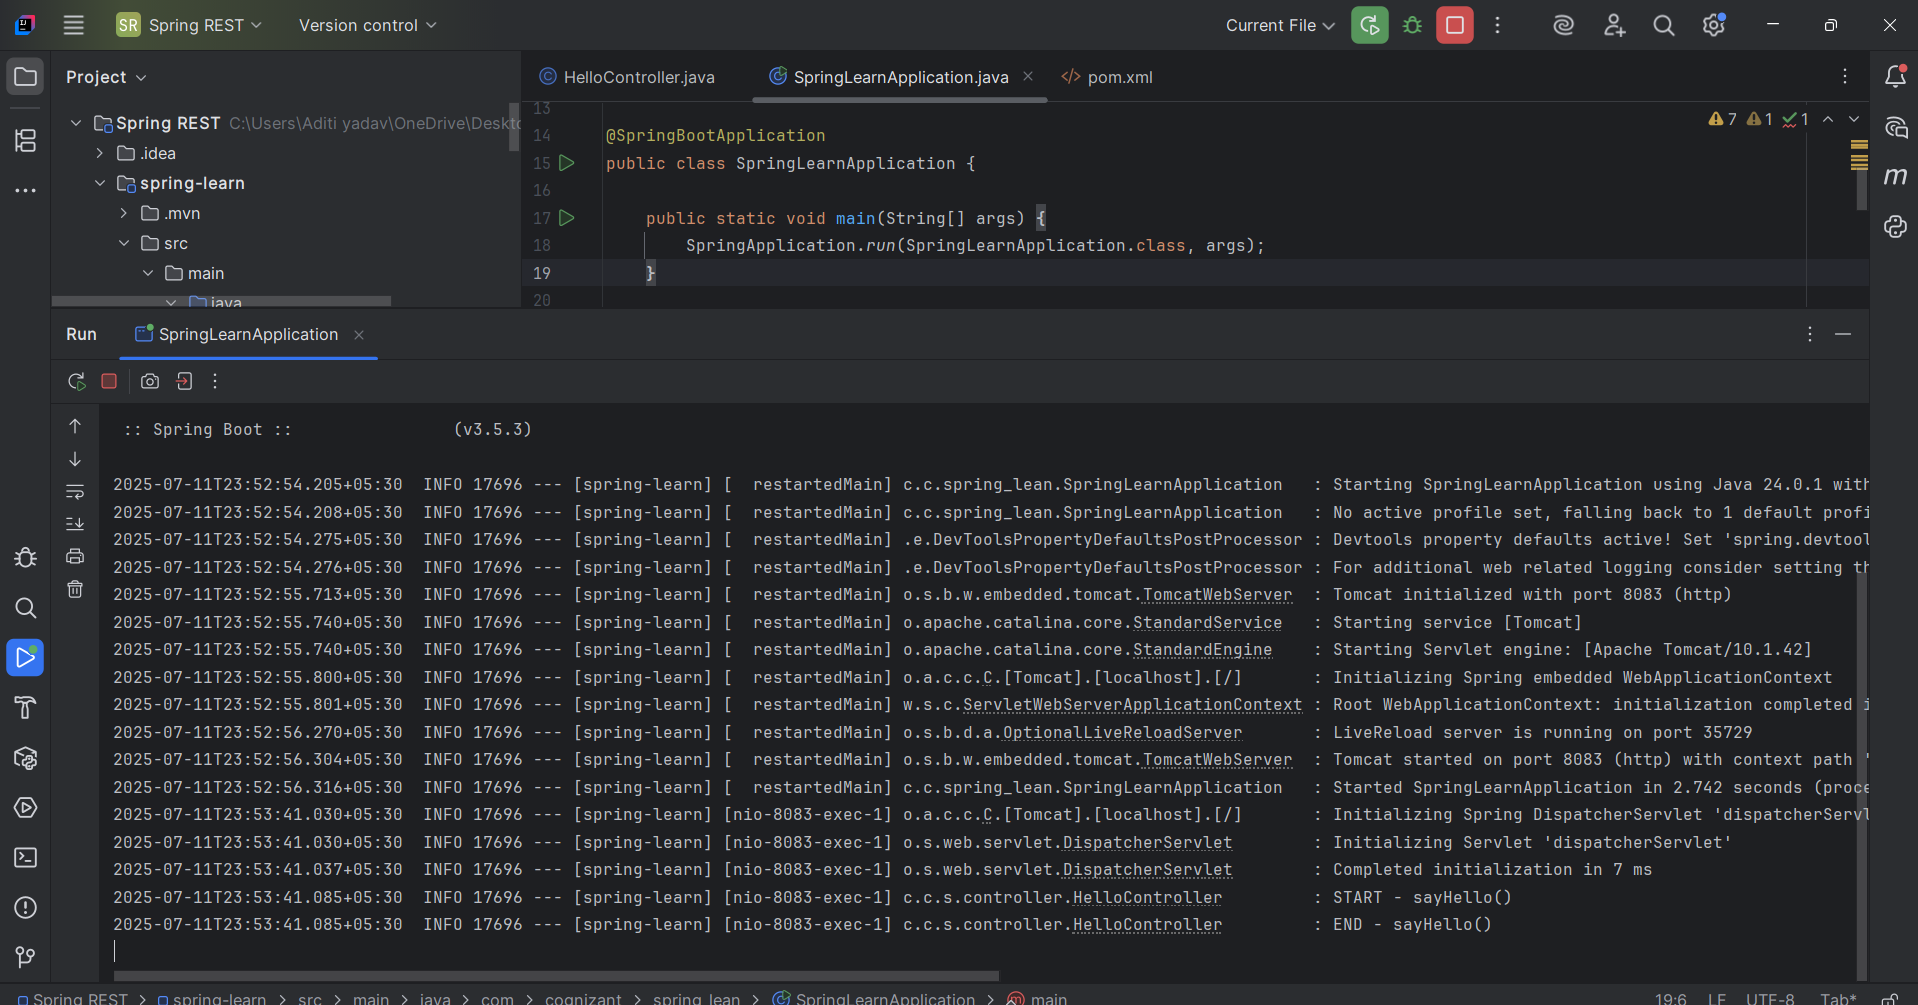 SR Spring REST Version control Current File
Project
HelloController.java SpringLearnApplication.java pom.xml
Spring REST C:\Users\Aditi yadav\OneDrive\Deskto
.idea
spring-learn
.mvn
src
main
java
7 1 1
13
14 @SpringBootApplication
15 public class SpringLearnApplication {
16
17 public static void main(String[] args) {
18 SpringApplication.run(SpringLearnApplication.class, args);
19 }
20
Run SpringLearnApplication
:: Spring Boot :: (v3.5.3)
2025-07-11T23:52:54.205+05:30 INFO 17696 --- [spring-learn] [ restartedMain] c.c.spring_lean.SpringLearnApplication : Starting SpringLearnApplication using Java 24.0.1 with
2025-07-11T23:52:54.208+05:30 INFO 17696 --- [spring-learn] [ restartedMain] c.c.spring_lean.SpringLearnApplication : No active profile set, falling back to 1 default profi
2025-07-11T23:52:54.275+05:30 INFO 17696 --- [spring-learn] [ restartedMain] .e.DevToolsPropertyDefaultsPostProcessor : Devtools property defaults active! Set 'spring.devtool
2025-07-11T23:52:54.276+05:30 INFO 17696 --- [spring-learn] [ restartedMain] .e.DevToolsPropertyDefaultsPostProcessor : For additional web related logging consider setting th
2025-07-11T23:52:55.713+05:30 INFO 17696 --- [spring-learn] [ restartedMain] o.s.b.w.embedded.tomcat.TomcatWebServer : Tomcat initialized with port 8083 (http)
2025-07-11T23:52:55.740+05:30 INFO 17696 --- [spring-learn] [ restartedMain] o.apache.catalina.core.StandardService : Starting service [Tomcat]
2025-07-11T23:52:55.740+05:30 INFO 17696 --- [spring-learn] [ restartedMain] o.apache.catalina.core.StandardEngine : Starting Servlet engine: [Apache Tomcat/10.1.42]
2025-07-11T23:52:55.800+05:30 INFO 17696 --- [spring-learn] [ restartedMain] o.a.c.c.C.[Tomcat].[localhost].[/] : Initializing Spring embedded WebApplicationContext
2025-07-11T23:52:55.801+05:30 INFO 17696 --- [spring-learn] [ restartedMain] w.s.c.ServletWebServerApplicationContext : Root WebApplicationContext: initialization completed i
2025-07-11T23:52:56.270+05:30 INFO 17696 --- [spring-learn] [ restartedMain] o.s.b.d.a.OptionalLiveReloadServer : LiveReload server is running on port 35729
2025-07-11T23:52:56.304+05:30 INFO 17696 --- [spring-learn] [ restartedMain] o.s.b.w.embedded.tomcat.TomcatWebServer : Tomcat started on port 8083 (http) with context path '
2025-07-11T23:52:56.316+05:30 INFO 17696 --- [spring-learn] [ restartedMain] c.c.spring_lean.SpringLearnApplication : Started SpringLearnApplication in 2.742 seconds (proce
2025-07-11T23:53:41.030+05:30 INFO 17696 --- [spring-learn] [nio-8083-exec-1] o.a.c.c.C.[Tomcat].[localhost].[/] : Initializing Spring DispatcherServlet 'dispatcherServl
2025-07-11T23:53:41.030+05:30 INFO 17696 --- [spring-learn] [nio-8083-exec-1] o.s.web.servlet.DispatcherServlet : Initializing Servlet 'dispatcherServlet'
2025-07-11T23:53:41.037+05:30 INFO 17696 --- [spring-learn] [nio-8083-exec-1] o.s.web.servlet.DispatcherServlet : Completed initialization in 7 ms
2025-07-11T23:53:41.085+05:30 INFO 17696 --- [spring-learn] [nio-8083-exec-1] c.c.s.controller.HelloController : START - sayHello()
2025-07-11T23:53:41.085+05:30 INFO 17696 --- [spring-learn] [nio-8083-exec-1] c.c.s.controller.HelloController : END - sayHello()
Spring REST > spring-learn > src > main > java > com > cognizant > spring_lean > SpringLearnApplication > main 19:6 LF UTF-8 Tab*